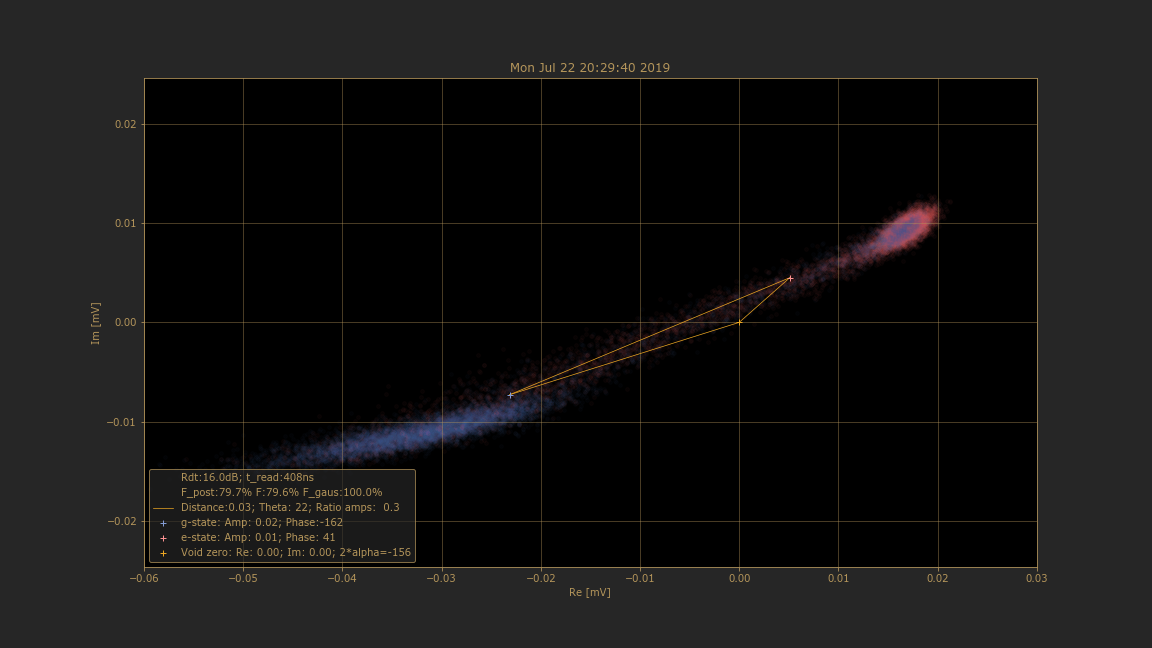 Mon Jul 22 20:29:40 2019
0.02
0.01
0.00
−0.01
−0.02
Im [mV]
Rdt:16.0dB; t_read:408ns
F_post:79.7% F:79.6% F_gaus:100.0%
Distance:0.03; Theta: 22; Ratio amps: 0.3
g-state: Amp: 0.02; Phase:-162
e-state: Amp: 0.01; Phase: 41
Void zero: Re: 0.00; Im: 0.00; 2*alpha=-156
−0.06 −0.05 −0.04 −0.03 −0.02 −0.01 0.00 0.01 0.02 0.03
Re [mV]